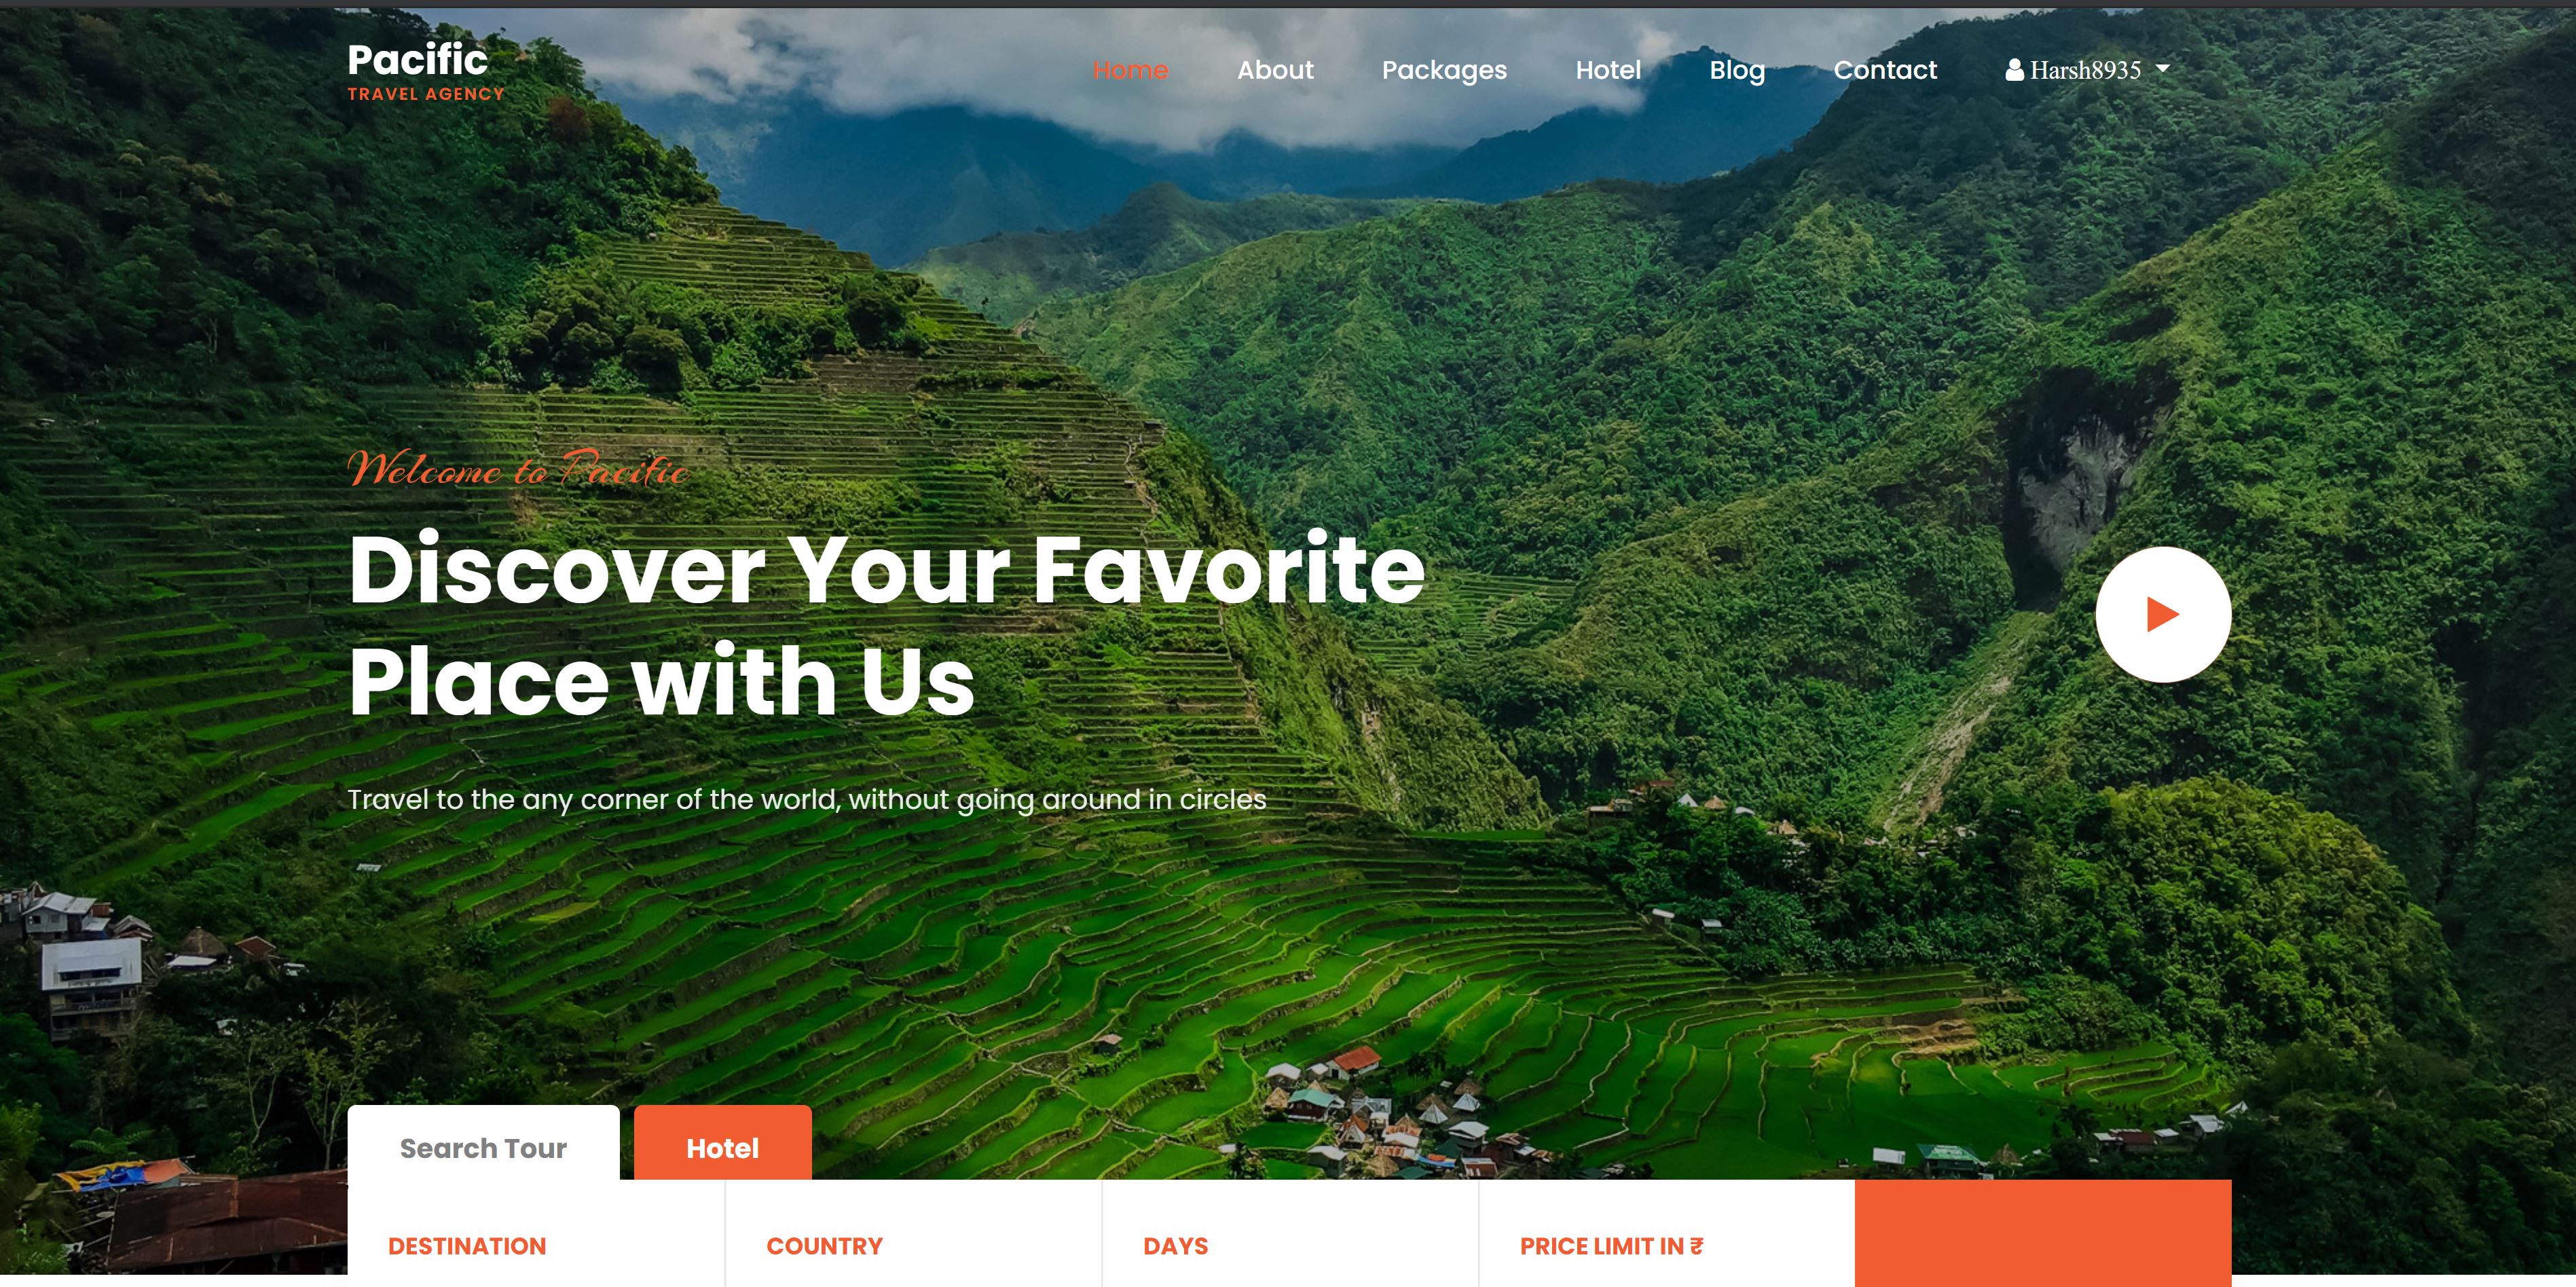 Pacific
TRAVEL AGENCY
Home About Packages Hotel Blog Contact Harsh8935
Welcome to Pacific
Discover Your Favorite
Place with Us
Travel to the any corner of the world, without going around in circles
Search Tour Hotel
DESTINATION COUNTRY DAYS PRICE LIMIT IN ₹